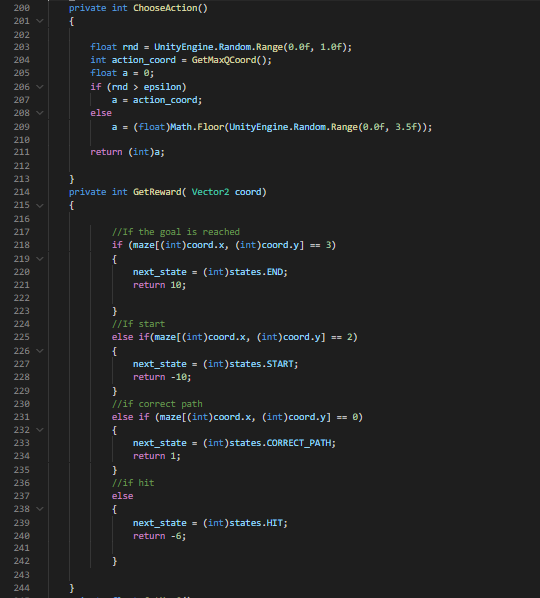 200 private int ChooseAction()
201 {
202
203 float rnd = UnityEngine.Random.Range(0.0f, 1.0f);
204 int action_coord = GetMaxQCoord();
205 float a = 0;
206 if (rnd > epsilon)
207 a = action_coord;
208 else
209 a = (float)Math.Floor(UnityEngine.Random.Range(0.0f, 3.5f));
210
211 return (int)a;
212
213 }
214 private int GetReward( Vector2 coord)
215 {
216
217 //If the goal is reached
218 if (maze[(int)coord.x, (int)coord.y] == 3)
219 {
220 next_state = (int)states.END;
221 return 10;
222
223 }
224 //If start
225 else if(maze[(int)coord.x, (int)coord.y] == 2)
226 {
227 next_state = (int)states.START;
228 return -10;
229 }
230 //if correct path
231 else if (maze[(int)coord.x, (int)coord.y] == 0)
232 {
233 next_state = (int)states.CORRECT_PATH;
234 return 1;
235 }
236 //if hit
237 else
238 {
239 next_state = (int)states.HIT;
240 return -6;
241
242 }
243
244 }